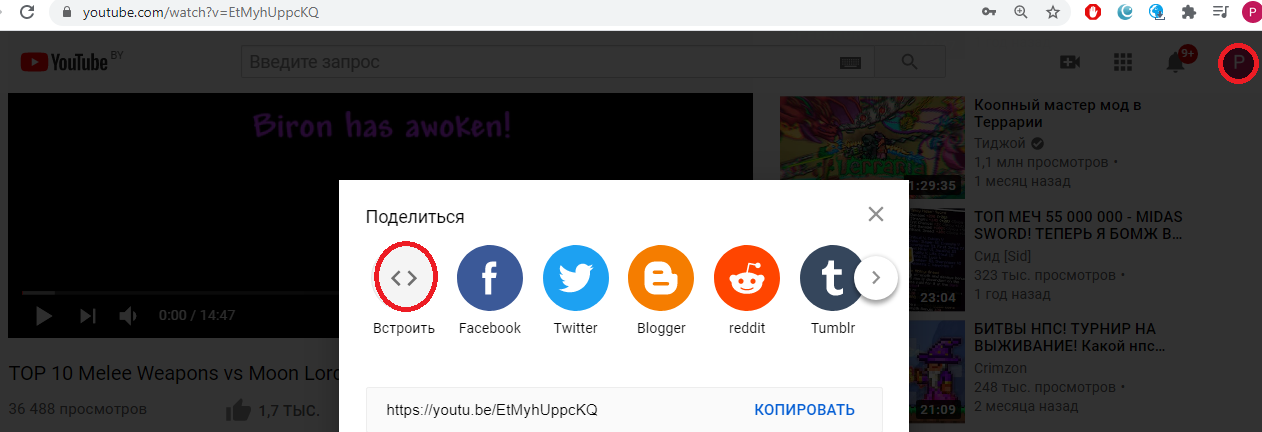 youtube.com/watch?v=EtMyhUppcKQ
P
YouTube BY
Введите запрос
9+
P
Biron has awoken!
0:00 / 14:47
TOP 10 Melee Weapons vs Moon Lord
36 488 просмотров
1,7 ТЫС.
Коопный мастер мод в
Террарии
Тиджой
1,1 млн просмотров •
1 месяц назад
1:29:35
ТОП МЕЧ 55 000 000 - MIDAS
SWORD! ТЕПЕРЬ Я БОМЖ В...
Сид [Sid]
323 тыс. просмотров •
1 год назад
23:04
БИТВЫ НПС! ТУРНИР НА
ВЫЖИВАНИЕ! Какой нпс...
Crimzon
248 тыс. просмотров •
2 месяца назад
21:09
Поделиться
Встроить
Facebook
Twitter
Blogger
reddit
Tumblr
https://youtu.be/EtMyhUppcKQ
КОПИРОВАТЬ